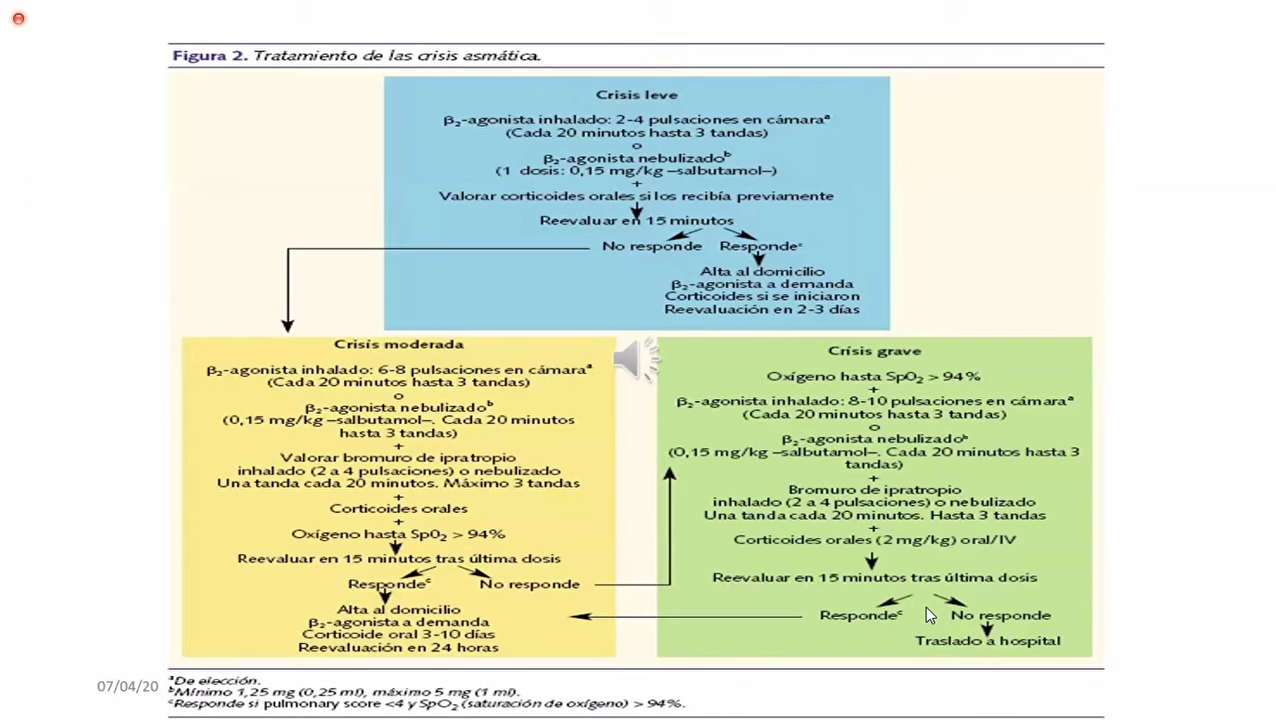 Figura 2. Tratamiento de las crisis asmática.
Crisis leve
β₂-agonista inhalado: 2-4 pulsaciones en cámaraª
(Cada 20 minutos hasta 3 tandas)
o
β₂-agonista nebulizadoᵇ
(1 dosis: 0,15 mg/kg –salbutamol–)
+
Valorar corticoides orales si los recibía previamente
Reevaluar en 15 minutos
No responde Respondeᶜ
Alta al domicilio
β₂-agonista a demanda
Corticoides si se iniciaron
Reevaluación en 2-3 días
Crisis moderada
β₂-agonista inhalado: 6-8 pulsaciones en cámaraª
(Cada 20 minutos hasta 3 tandas)
o
β₂-agonista nebulizadoᵇ
(0,15 mg/kg –salbutamol–. Cada 20 minutos
hasta 3 tandas)
+
Valorar bromuro de ipratropio
inhalado (2 a 4 pulsaciones) o nebulizado
Una tanda cada 20 minutos. Máximo 3 tandas
+
Corticoides orales
+
Oxígeno hasta Sp0₂ > 94%
Reevaluar en 15 minutos tras última dosis
Respondeᶜ No responde
Alta al domicilio
β₂-agonista a demanda
Corticoide oral 3-10 días
Reevaluación en 24 horas
Crisis grave
Oxígeno hasta Sp0₂ > 94%
+
β₂-agonista inhalado: 8-10 pulsaciones en cámaraª
(Cada 20 minutos hasta 3 tandas)
o
β₂-agonista nebulizadoᵇ
(0,15 mg/kg –salbutamol–. Cada 20 minutos hasta 3
tandas)
+
Bromuro de ipratropio
inhalado (2 a 4 pulsaciones) o nebulizado
Una tanda cada 20 minutos. Hasta 3 tandas
+
Corticoides orales (2 mg/kg) oral/IV
Reevaluar en 15 minutos tras última dosis
Respondeᶜ No responde
Traslado a hospital
07/04/20
ªDe elección.
ᵇMínimo 1,25 mg (0,25 ml), máximo 5 mg (1 ml).
ᶜResponde si pulmonary score <4 y SpO₂ (saturación de oxígeno) > 94%.